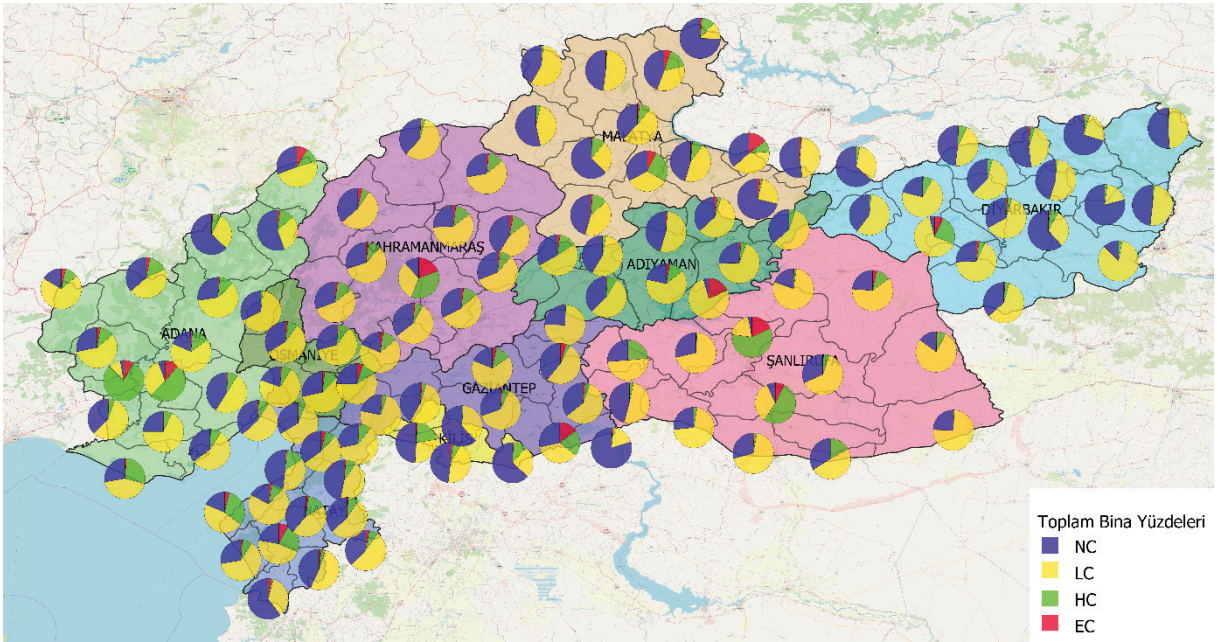 MALATYA
DİYARBAKIR
KAHRAMANMARAŞ
ADIYAMAN
ADANA
OSMANİYE
ŞANLIURFA
GAZİANTEP
KİLİS
HATAY
Toplam Bina Yüzdeleri
NC
LC
HC
EC